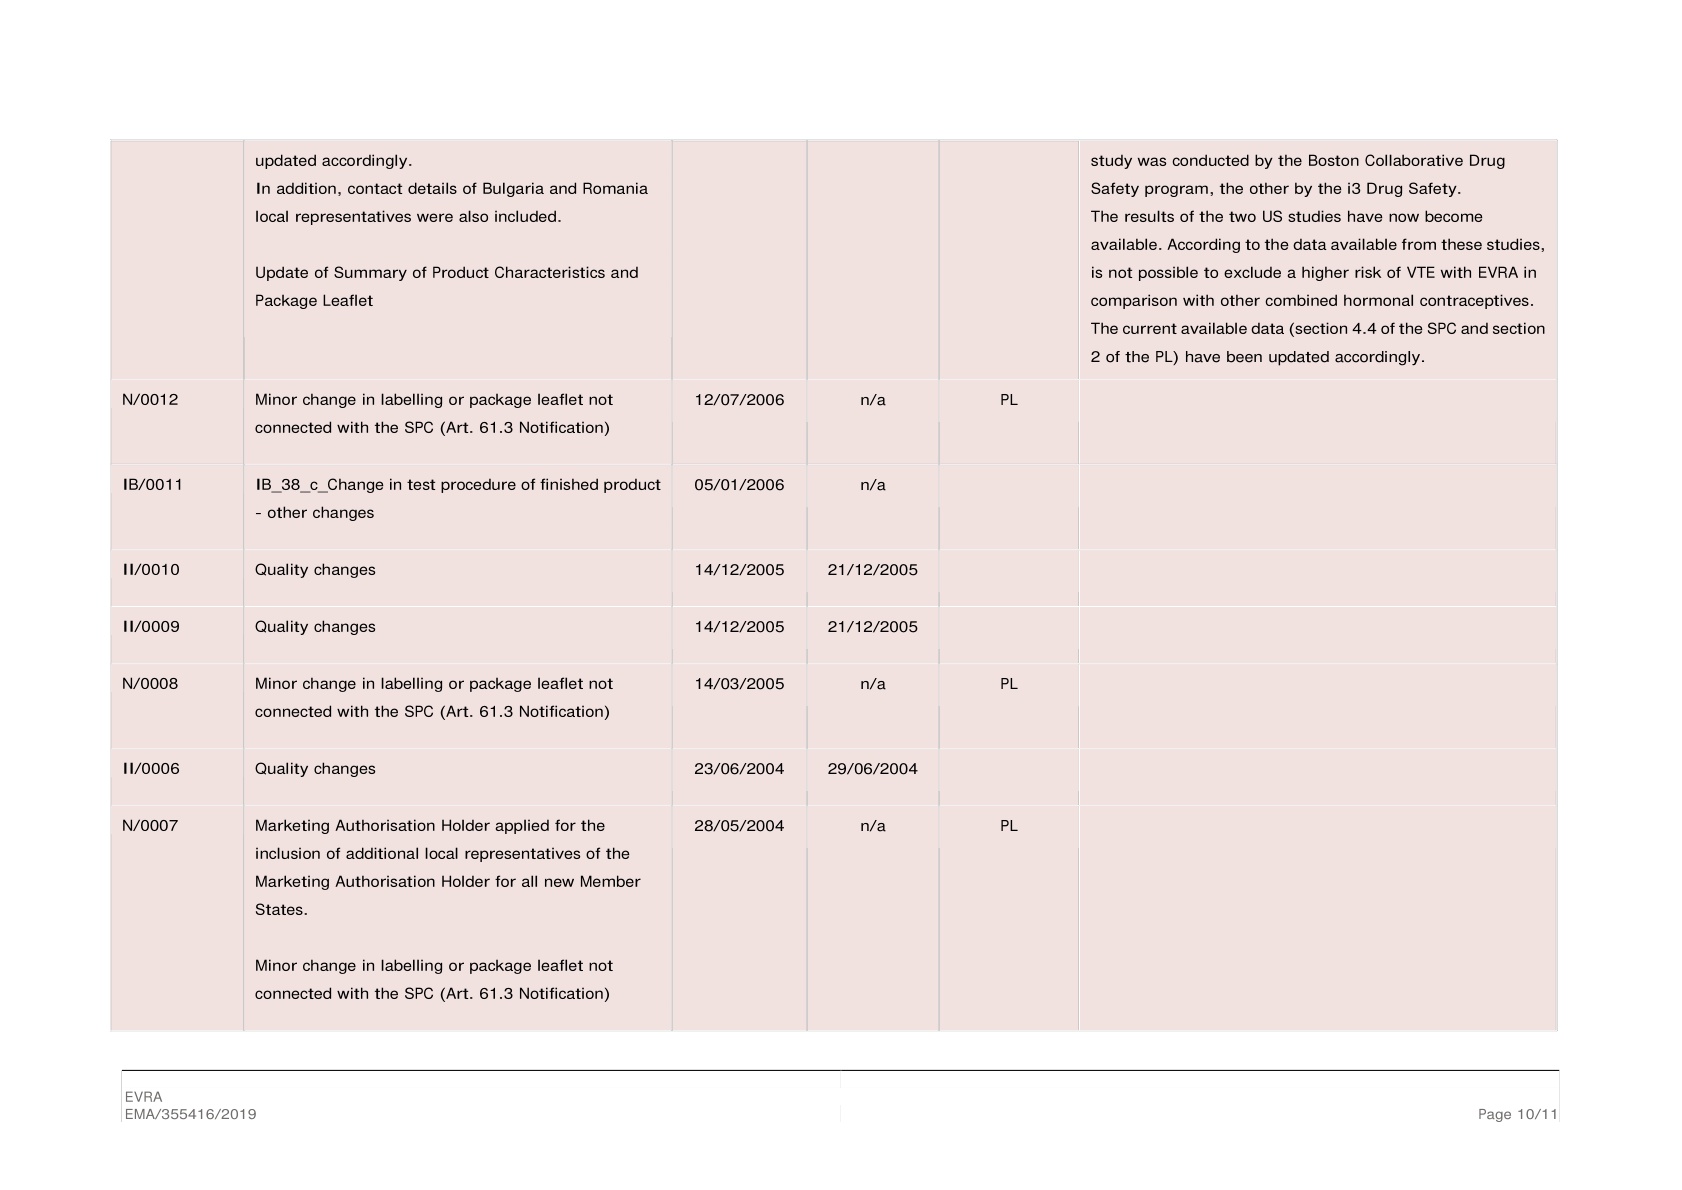 updated accordingly.
In addition, contact details of Bulgaria and Romania
local representatives were also included.
Update of Summary of Product Characteristics and
Package Leaflet
study was conducted by the Boston Collaborative Drug
Safety program, the other by the i3 Drug Safety.
The results of the two US studies have now become
available. According to the data available from these studies,
is not possible to exclude a higher risk of VTE with EVRA in
comparison with other combined hormonal contraceptives.
The current available data (section 4.4 of the SPC and section
2 of the PL) have been updated accordingly.
N/0012 Minor change in labelling or package leaflet not 12/07/2006 n/a PL
connected with the SPC (Art. 61.3 Notification)
IB/0011 IB_38_c_Change in test procedure of finished product 05/01/2006 n/a
- other changes
II/0010 Quality changes 14/12/2005 21/12/2005
II/0009 Quality changes 14/12/2005 21/12/2005
N/0008 Minor change in labelling or package leaflet not 14/03/2005 n/a PL
connected with the SPC (Art. 61.3 Notification)
II/0006 Quality changes 23/06/2004 29/06/2004
N/0007 Marketing Authorisation Holder applied for the 28/05/2004 n/a PL
inclusion of additional local representatives of the
Marketing Authorisation Holder for all new Member
States.
Minor change in labelling or package leaflet not
connected with the SPC (Art. 61.3 Notification)
EVRA
EMA/355416/2019 Page 10/11